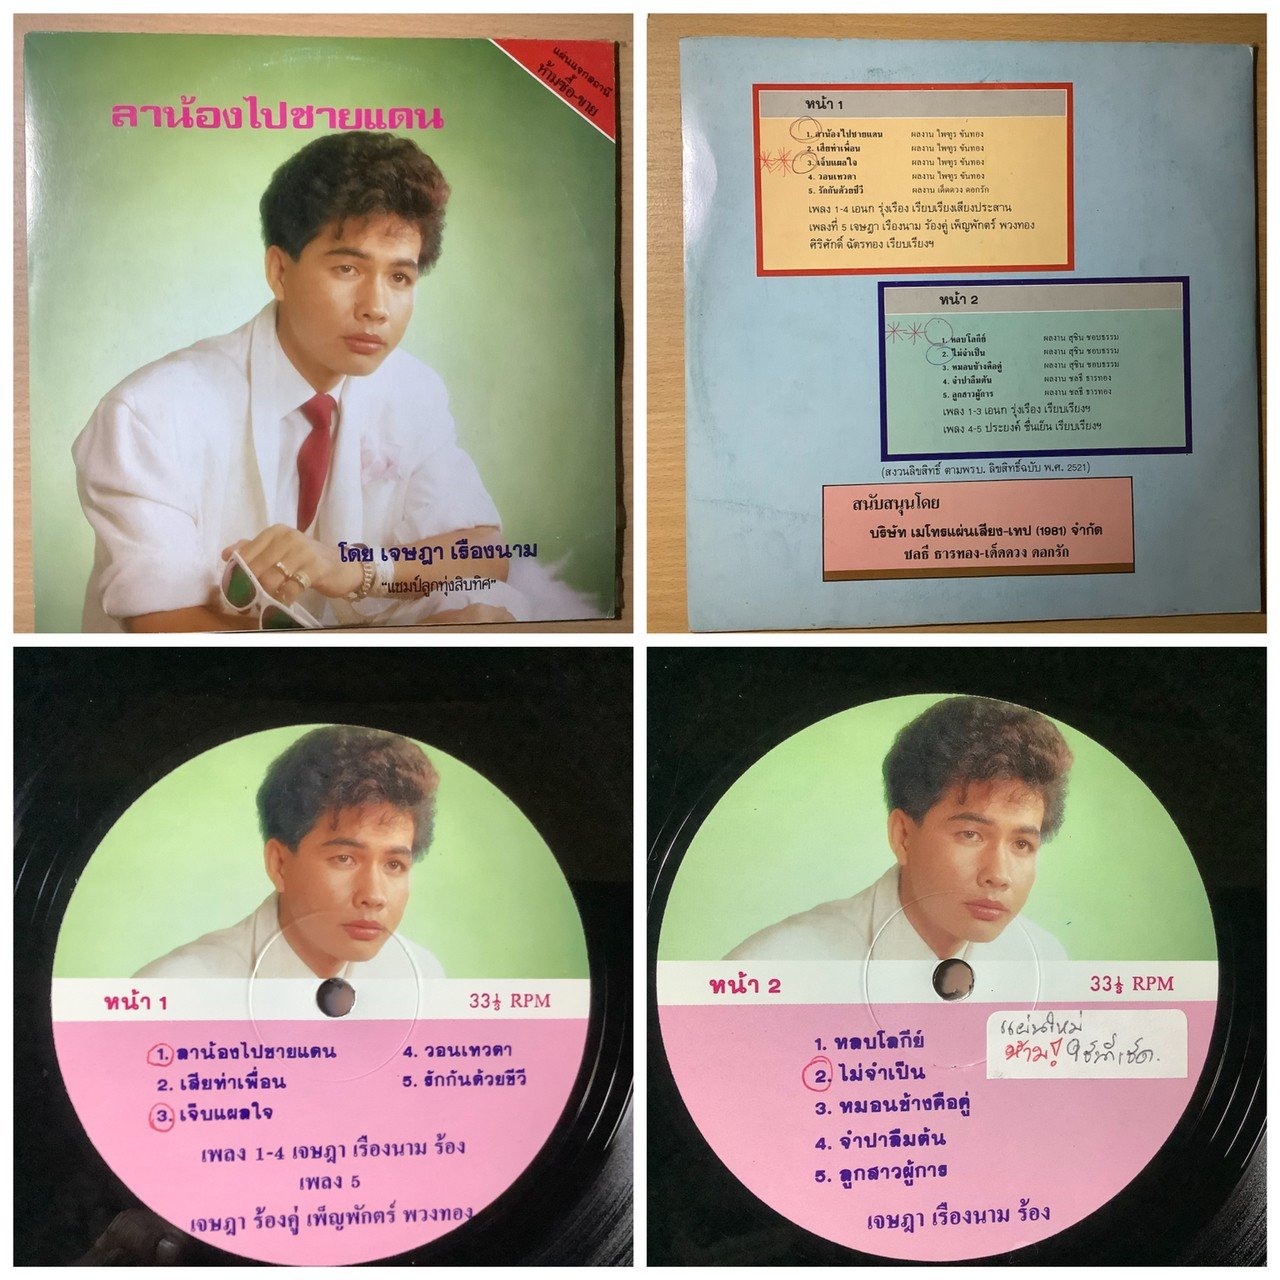 ลาน้องไปชายแดน
แผ่นแจกสถานี
ห้ามซื้อ-ขาย
โดย เจษฎา เรืองนาม
"แชมป์ลูกทุ่งสิบทิศ"
หน้า 1
1. ลาน้องไปชายแดน ผลงาน ไพฑูร ขันทอง
2. เสียท่าเพื่อน ผลงาน ไพฑูร ขันทอง
3. เจ็บแผลใจ ผลงาน ไพฑูร ขันทอง
4. วอนเทวดา ผลงาน ไพฑูร ขันทอง
5. รักกันด้วยชีวี ผลงาน เด็ดดวง ดอกรัก
เพลง 1-4 เอนก รุ่งเรือง เรียบเรียงเสียงประสาน
เพลงที่ 5 เจษฎา เรืองนาม ร้องคู่ เพ็ญพักตร์ พวงทอง
ศิริศักดิ์ ฉัตรทอง เรียบเรียงฯ
หน้า 2
1. หลบโลกีย์ ผลงาน สุชิน ชอบธรรม
2. ไม่จำเป็น ผลงาน สุชิน ชอบธรรม
3. หมอนข้างคือคู่ ผลงาน สุชิน ชอบธรรม
4. จำปาลืมต้น ผลงาน ชลธี ธารทอง
5. ลูกสาวผู้การ ผลงาน ชลธี ธารทอง
เพลง 1-3 เอนก รุ่งเรือง เรียบเรียงฯ
เพลง 4-5 ประยงค์ ชื่นเย็น เรียบเรียงฯ
(สงวนลิขสิทธิ์ ตามพรบ. ลิขสิทธิ์ฉบับ พ.ศ. 2521)
สนับสนุนโดย
บริษัท เมโทรแผ่นเสียง-เทป (1981) จำกัด
ชลธี ธารทอง-เด็ดดวง ดอกรัก
หน้า 1 33⅓ RPM
1. ลาน้องไปชายแดน 4. วอนเทวดา
2. เสียท่าเพื่อน 5. รักกันด้วยชีวี
3. เจ็บแผลใจ
เพลง 1-4 เจษฎา เรืองนาม ร้อง
เพลง 5
เจษฎา ร้องคู่ เพ็ญพักตร์ พวงทอง
หน้า 2 33⅓ RPM
1. หลบโลกีย์
2. ไม่จำเป็น
3. หมอนข้างคือคู่
4. จำปาลืมต้น
5. ลูกสาวผู้การ
เจษฎา เรืองนาม ร้อง
แผ่นใหม่
ห้าม!